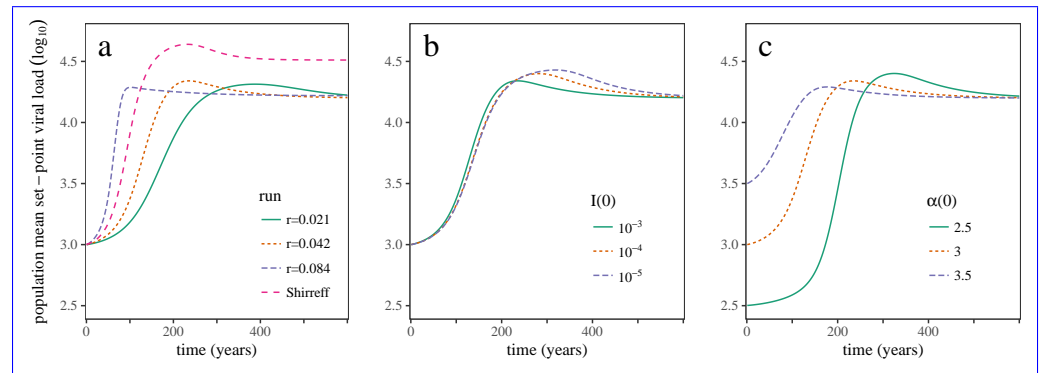 population mean set−point viral load (log10)
a
4.5
4.0
3.5
3.0
2.5
0
200
400
time (years)
run
r=0.021
r=0.042
r=0.084
Shirreff
b
4.5
4.0
3.5
3.0
2.5
0
200
400
time (years)
I(0)
10−3
10−4
10−5
c
4.5
4.0
3.5
3.0
2.5
0
200
400
time (years)
α(0)
2.5
3
3.5